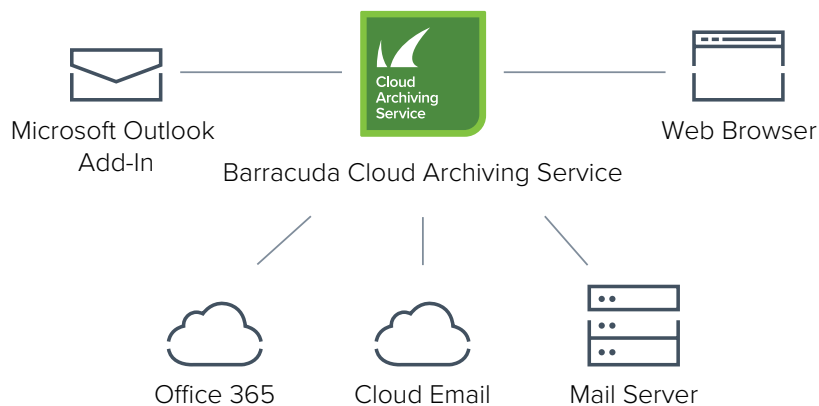 Cloud
Archiving
Service
Microsoft Outlook
Add-In
Web Browser
Barracuda Cloud Archiving Service
Office 365
Cloud Email
Mail Server